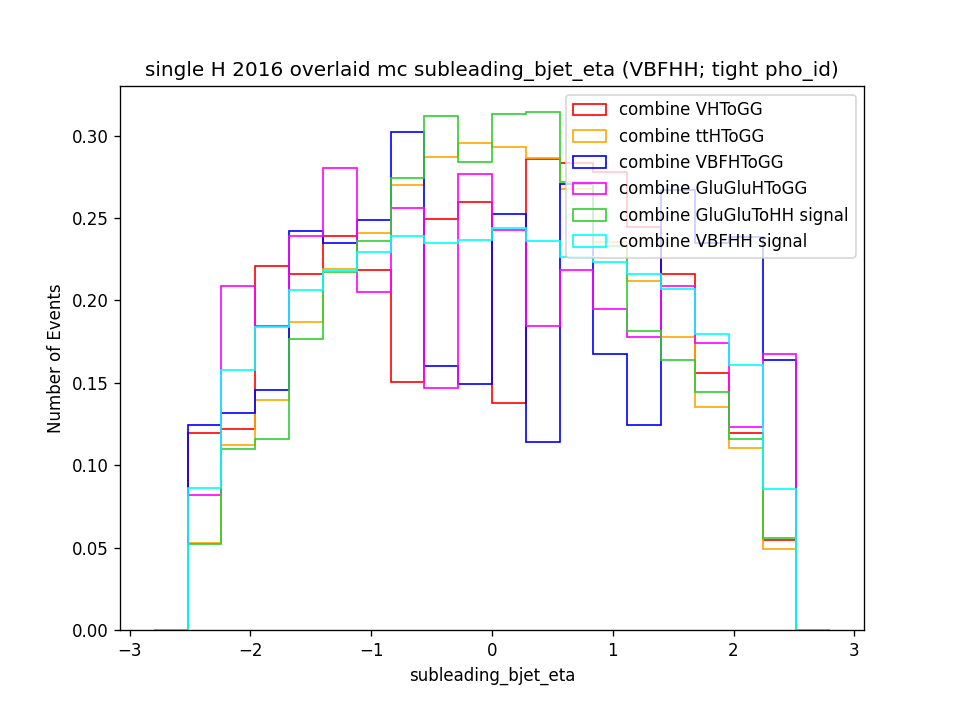 single H 2016 overlaid mc subleading_bjet_eta (VBFHH; tight pho_id)
combine VHToGG
combine ttHToGG
combine VBFHToGG
combine GluGluHToGG
combine GluGluToHH signal
combine VBFHH signal
Number of Events
0.30
0.25
0.20
0.15
0.10
0.05
0.00
−3 −2 −1 0 1 2 3
subleading_bjet_eta